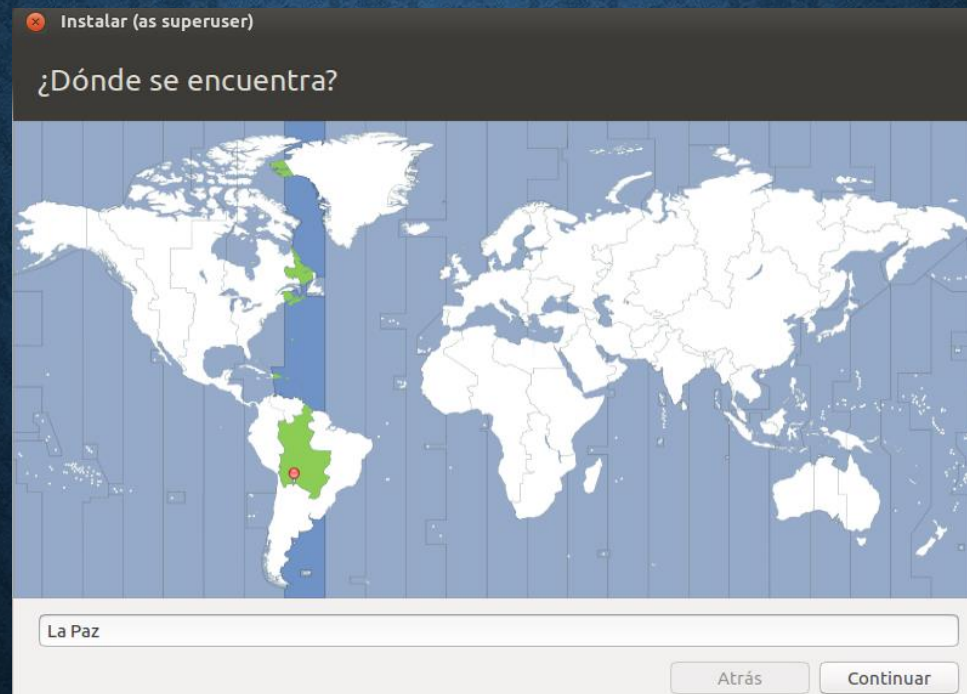 Instalar (as superuser)
¿Dónde se encuentra?
La Paz
Atrás
Continuar